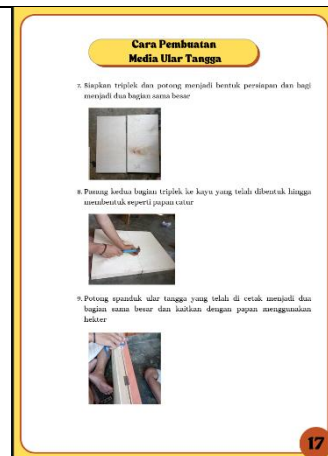 Cara Pembuatan
Media Ular Tangga
7. Siapkan triplek dan potong menjadi bentuk persiapan dan bagi
menjadi dua bagian sama besar
8. Pasang kedua bagian triplek ke kayu yang telah dibentuk hingga
membentuk seperti papan catur
9. Potong spanduk ular tangga yang telah di cetak menjadi dua
bagian sama besar dan kaitkan dengan papan menggunakan
hekter
17